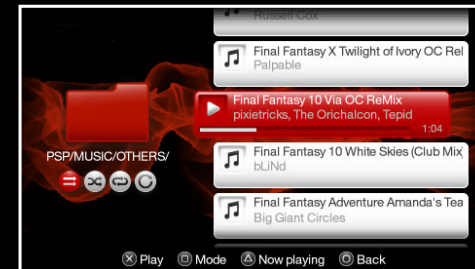 Russell Cox
Final Fantasy X Twilight of Ivory OC Rel
Palpable
Final Fantasy 10 Via OC ReMix
pixietricks, The Orichalcon, Tepid
1:04
PSP/MUSIC/OTHERS/
Final Fantasy 10 White Skies (Club Mix)
bLiNd
Final Fantasy Adventure Amanda's Tea
Big Giant Circles
Play Mode Now playing Back